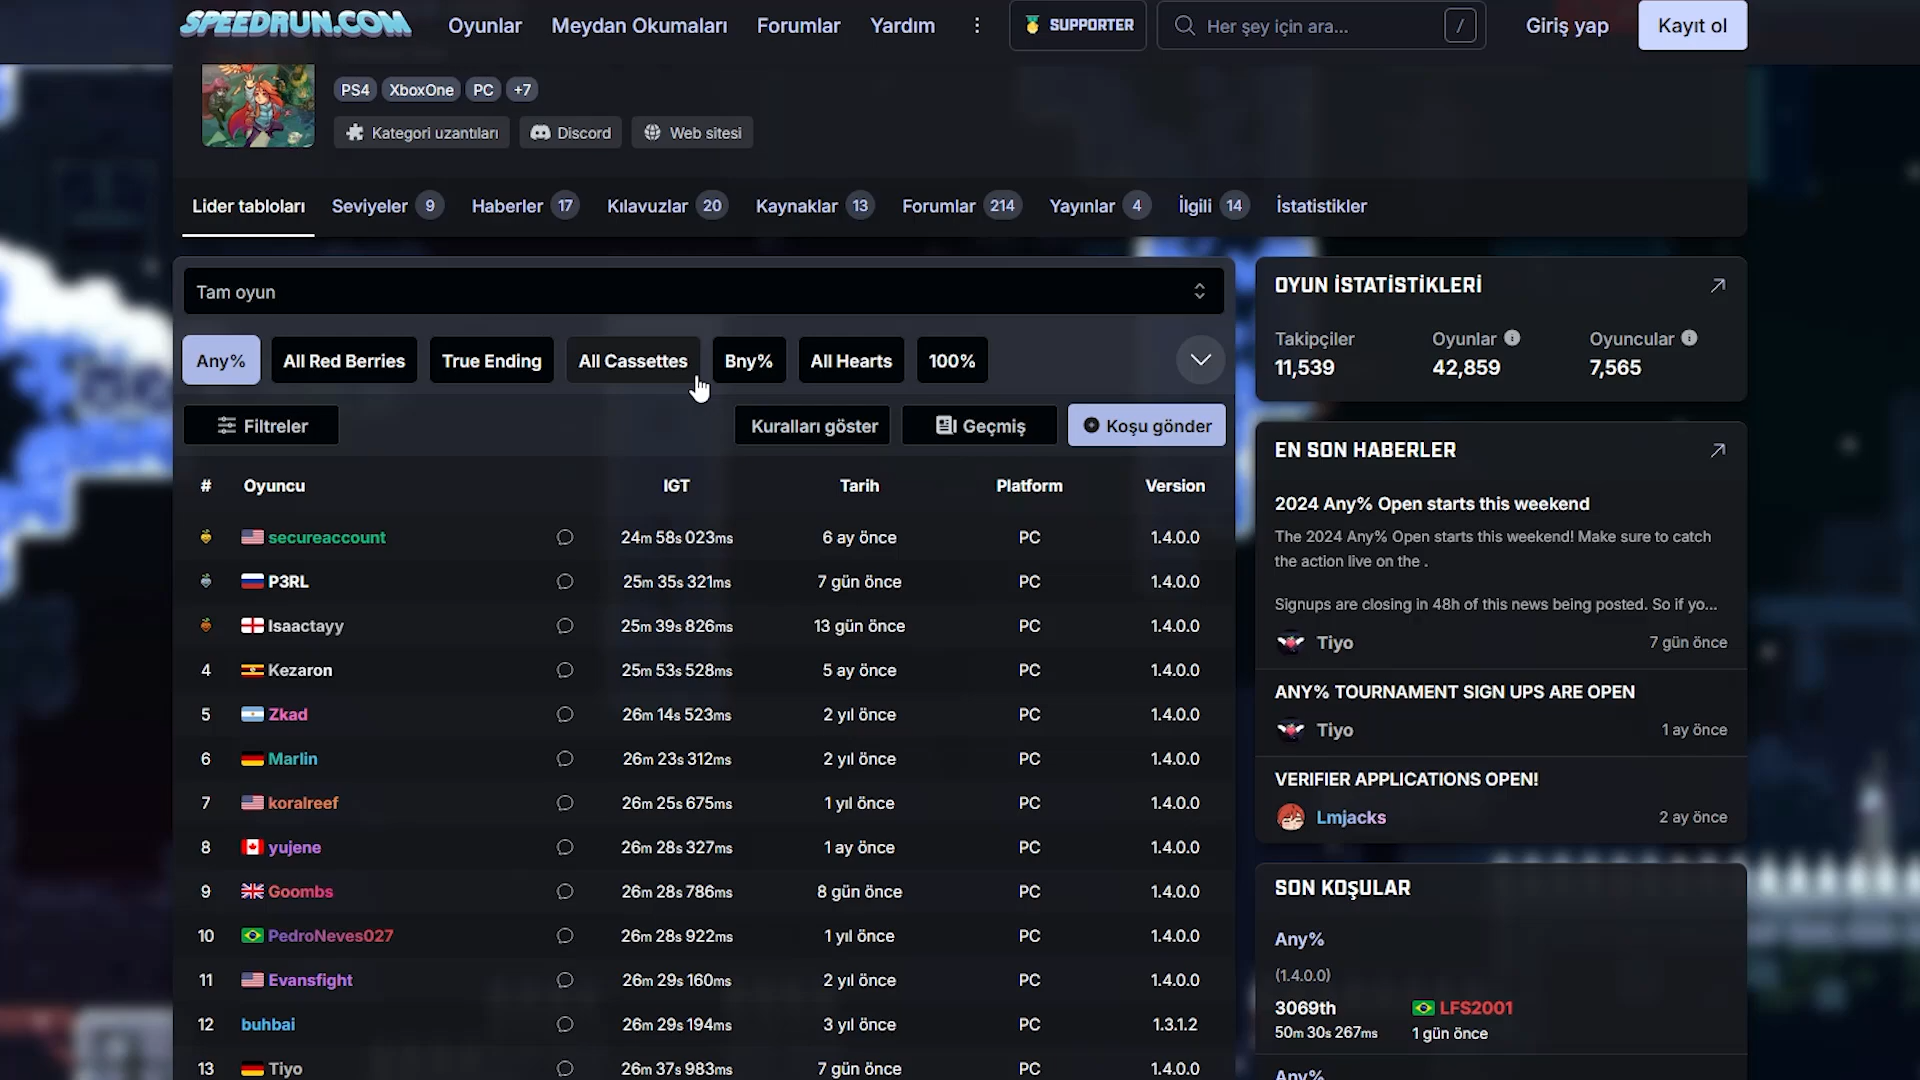 SPEEDRUN.COM Oyunlar Meydan Okumaları Forumlar Yardım SUPPORTER Her şey için ara... / Giriş yap Kayıt ol
PS4 XboxOne PC +7
Kategori uzantıları Discord Web sitesi
Lider tabloları Seviyeler 9 Haberler 17 Kılavuzlar 20 Kaynaklar 13 Forumlar 214 Yayınlar 4 İlgili 14 İstatistikler
Tam oyun
Any% All Red Berries True Ending All Cassettes Bny% All Hearts 100%
Filtreler Kuralları göster Geçmiş Koşu gönder
# Oyuncu IGT Tarih Platform Version
secureaccount 24m 58s 023ms 6 ay önce PC 1.4.0.0
P3RL 25m 35s 321ms 7 gün önce PC 1.4.0.0
Isaactayy 25m 39s 826ms 13 gün önce PC 1.4.0.0
4 Kezaron 25m 53s 528ms 5 ay önce PC 1.4.0.0
5 Zkad 26m 14s 523ms 2 yıl önce PC 1.4.0.0
6 Marlin 26m 23s 312ms 2 yıl önce PC 1.4.0.0
7 koralreef 26m 25s 675ms 1 yıl önce PC 1.4.0.0
8 yujene 26m 28s 327ms 1 ay önce PC 1.4.0.0
9 Goombs 26m 28s 786ms 8 gün önce PC 1.4.0.0
10 PedroNeves027 26m 28s 922ms 1 yıl önce PC 1.4.0.0
11 Evansfight 26m 29s 160ms 2 yıl önce PC 1.4.0.0
12 buhbai 26m 29s 194ms 3 yıl önce PC 1.3.1.2
13 Tiyo 26m 37s 983ms 7 gün önce PC 1.4.0.0
OYUN İSTATİSTİKLERİ
Takipçiler Oyunlar Oyuncular
11,539 42,859 7,565
EN SON HABERLER
2024 Any% Open starts this weekend
The 2024 Any% Open starts this weekend! Make sure to catch
the action live on the .
Signups are closing in 48h of this news being posted. So if yo...
Tiyo 7 gün önce
ANY% TOURNAMENT SIGN UPS ARE OPEN
Tiyo 1 ay önce
VERIFIER APPLICATIONS OPEN!
Lmjacks 2 ay önce
SON KOŞULAR
Any%
(1.4.0.0)
3069th LFS2001
50m 30s 267ms 1 gün önce
Any%